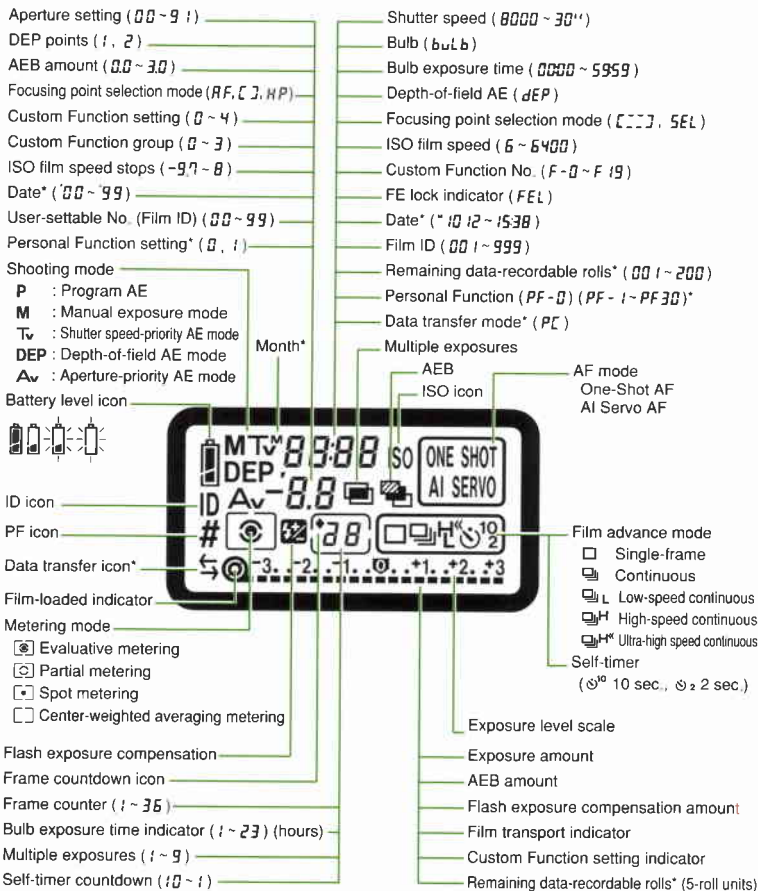 Aperture setting (00 ~ 91)
DEP points (1, 2)
AEB amount (0.0 ~ 3.0)
Focusing point selection mode (AF, [ ], HP)
Custom Function setting (0 ~ 4)
Custom Function group (0 ~ 3)
ISO film speed stops (-9.7 ~ 8)
Date* ('00 ~ '99)
User-settable No. (Film ID) (00 ~ 99)
Personal Function setting* (0, 1)
Shooting mode
P : Program AE
M : Manual exposure mode
Tv : Shutter speed-priority AE mode
DEP : Depth-of-field AE mode
Av : Aperture-priority AE mode
Month*
Battery level icon
ID icon
PF icon
Data transfer icon*
Film-loaded indicator
Metering mode
Evaluative metering
Partial metering
Spot metering
Center-weighted averaging metering
Flash exposure compensation
Frame countdown icon
Frame counter (1 ~ 36)
Bulb exposure time indicator (1 ~ 23) (hours)
Multiple exposures (1 ~ 9)
Self-timer countdown (10 ~ 1)
Shutter speed (8000 ~ 30'')
Bulb (buLb)
Bulb exposure time (00:00 ~ 59:59)
Depth-of-field AE (dEP)
Focusing point selection mode ([---], SEL)
ISO film speed (6 ~ 6400)
Custom Function No. (F-0 ~ F19)
FE lock indicator (FEL)
Date* ("10 12 ~ 15:38)
Film ID (001 ~ 999)
Remaining data-recordable rolls* (001 ~ 200)
Personal Function (PF-0) (PF-1 ~ PF30)*
Data transfer mode* (PC)
Multiple exposures
AEB
ISO icon
AF mode
One-Shot AF
AI Servo AF
M Tv M 88:88 ISO ONE SHOT
DEP AI SERVO
ID Av -8.8
# +38 H 10 2
-3..-2..-1..0..+1..+2..+3
Film advance mode
Single-frame
Continuous
L Low-speed continuous
H High-speed continuous
H Ultra-high speed continuous
Self-timer
(10 10 sec., 2 2 sec.)
Exposure level scale
Exposure amount
AEB amount
Flash exposure compensation amount
Film transport indicator
Custom Function setting indicator
Remaining data-recordable rolls* (5-roll units)